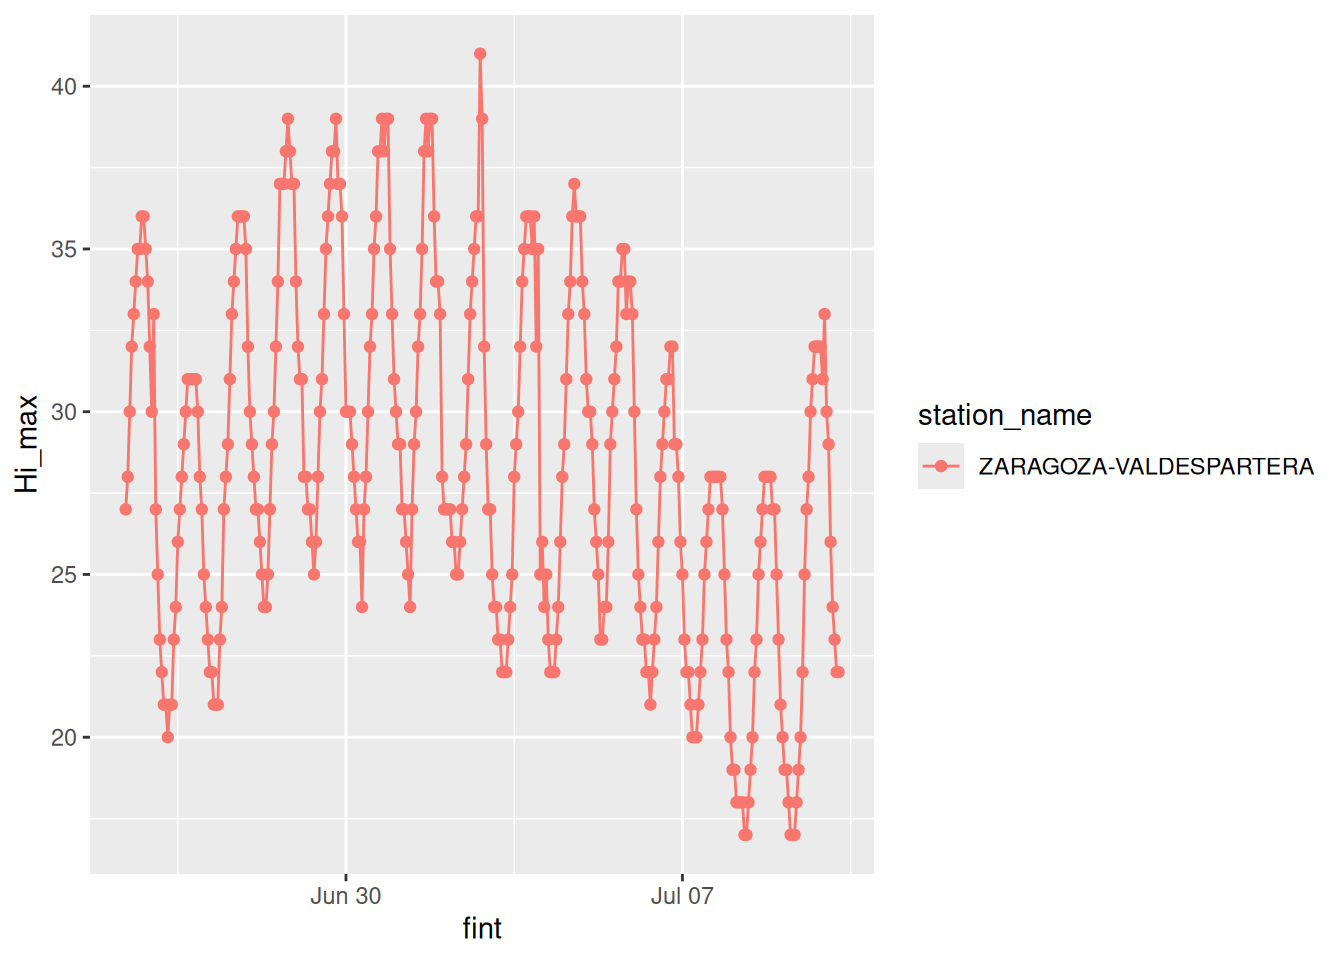 40
35
30
25
20
Hi_max
Jun 30
Jul 07
fint
station_name
ZARAGOZA-VALDESPARTERA